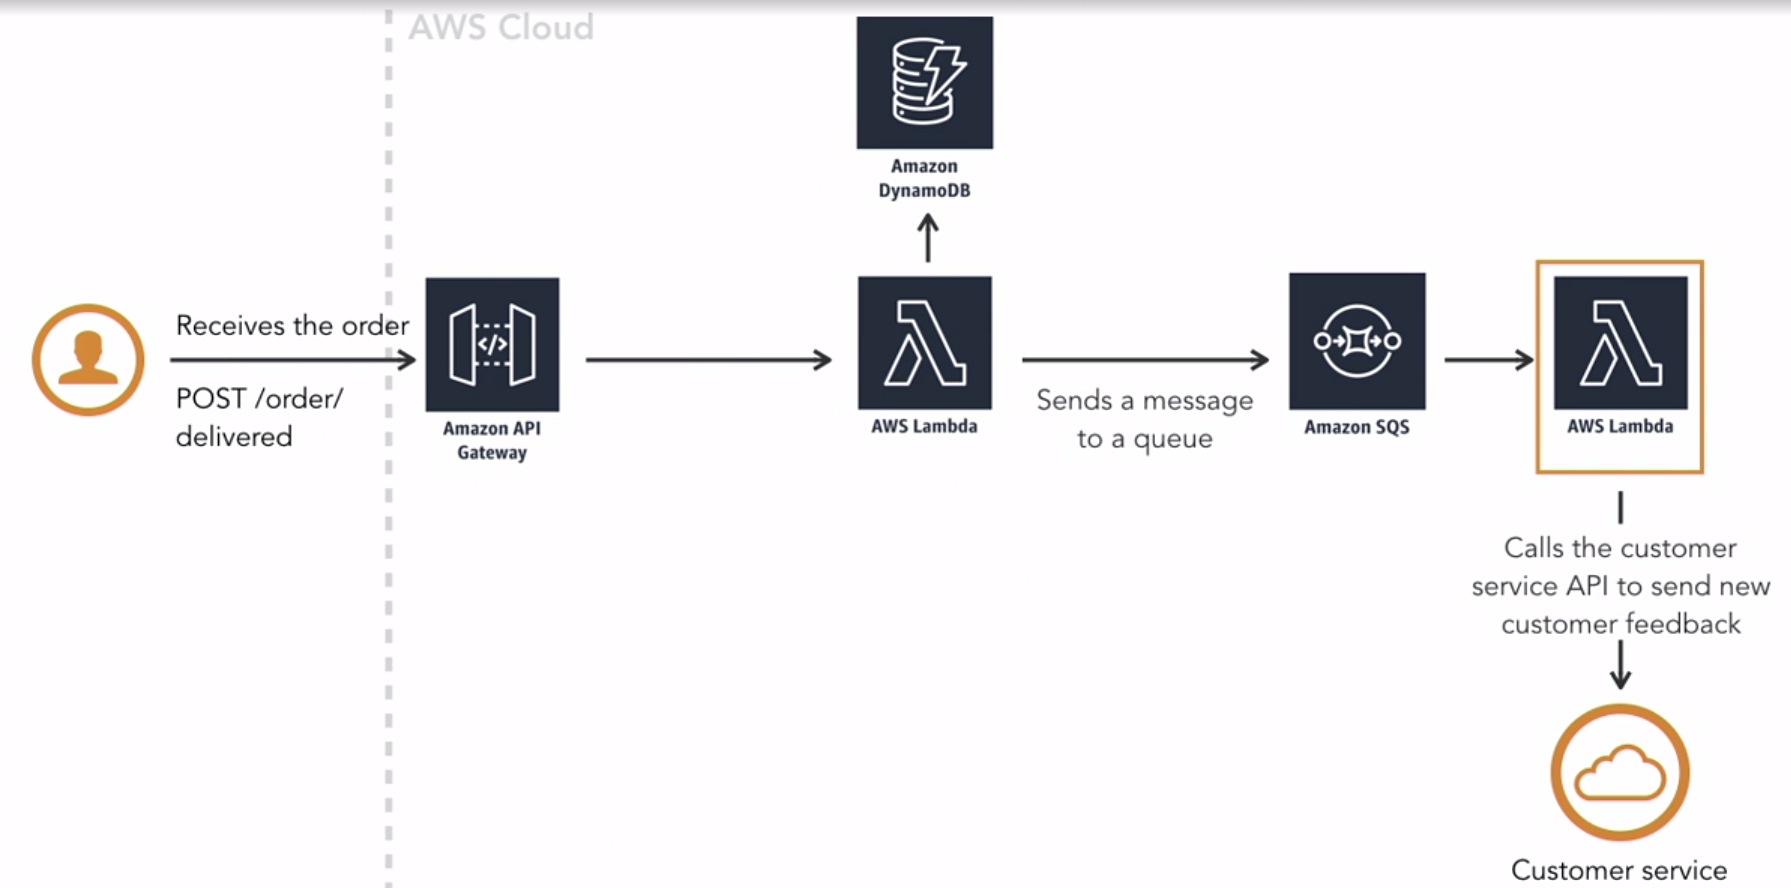 AWS Cloud
Amazon
DynamoDB
Receives the order
POST /order/
delivered
</>
Amazon API
Gateway
AWS Lambda
Sends a message
to a queue
Amazon SQS
AWS Lambda
Calls the customer
service API to send new
customer feedback
Customer service